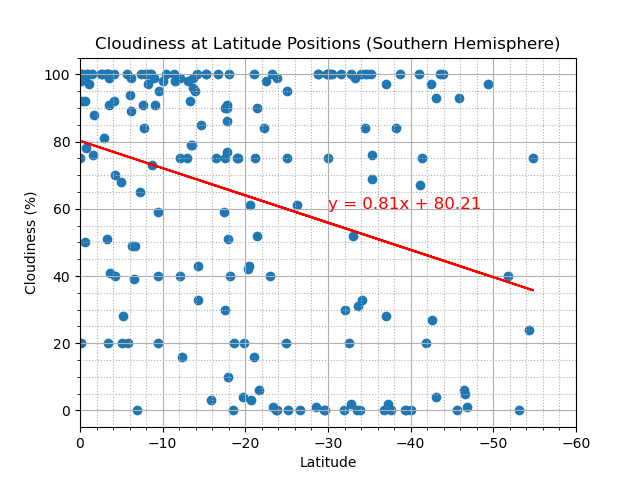 Cloudiness at Latitude Positions (Southern Hemisphere)
100
80
60
40
20
0
Cloudiness (%)
y = 0.81x + 80.21
0 −10 −20 −30 −40 −50 −60
Latitude